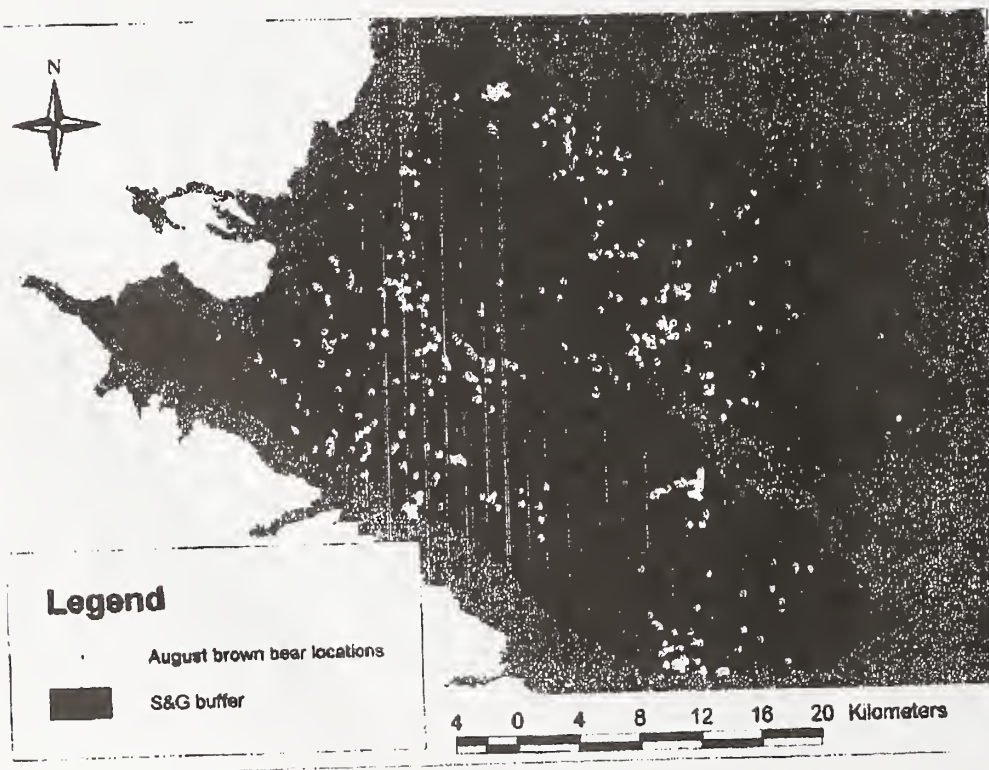 N
Legend
August brown bear locations
S&G buffer
4 0 4 8 12 16 20 Kilometers